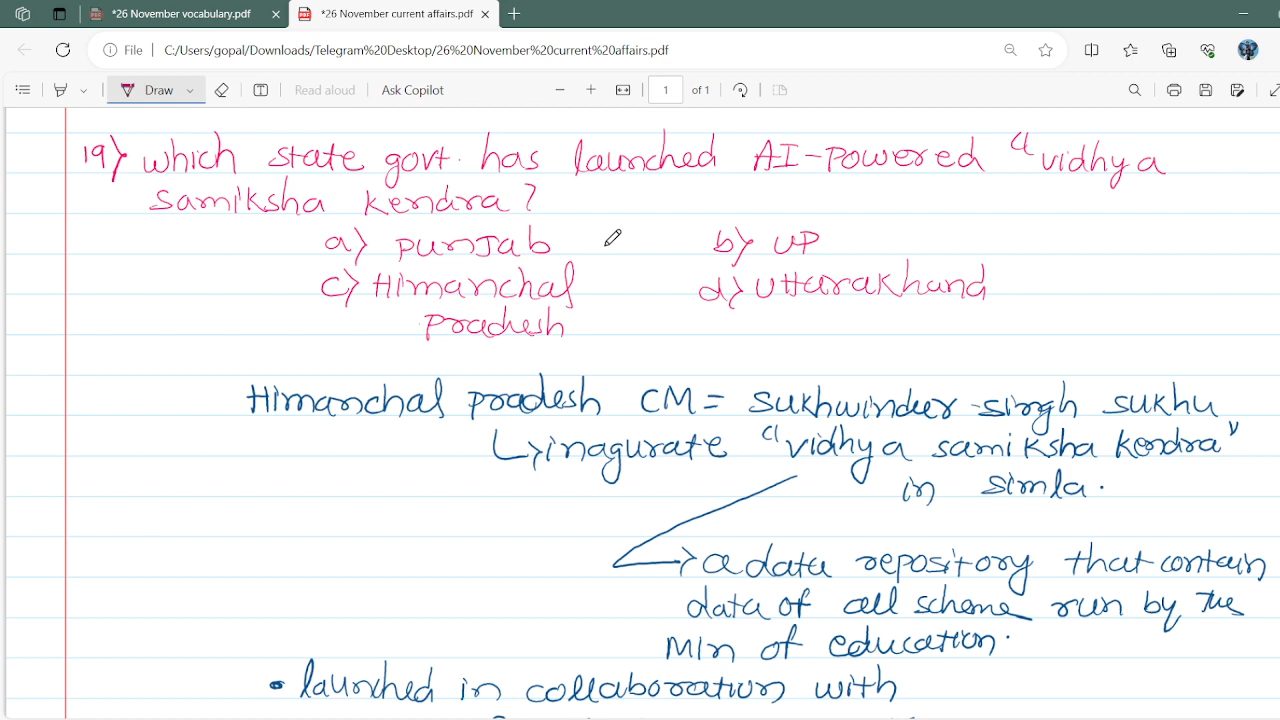 *26 November vocabulary.pdf
*26 November current affairs.pdf
File
C:/Users/gopal/Downloads/Telegram%20Desktop/26%20November%20current%20affairs.pdf
Draw
Read aloud
Ask Copilot
1 of 1
19) which state govt. has launched AI-powered "vidhya
samiksha kendra?
a) punjab b) UP
c) Himanchal d) Uttarakhand
pradesh
Himanchal pradesh CM = sukhwinder singh sukhu
↳ inagurate "vidhya samiksha kendra"
in simla.
→ a data repository that contain
data of all scheme run by the
Min of education.
• launched in collaboration with